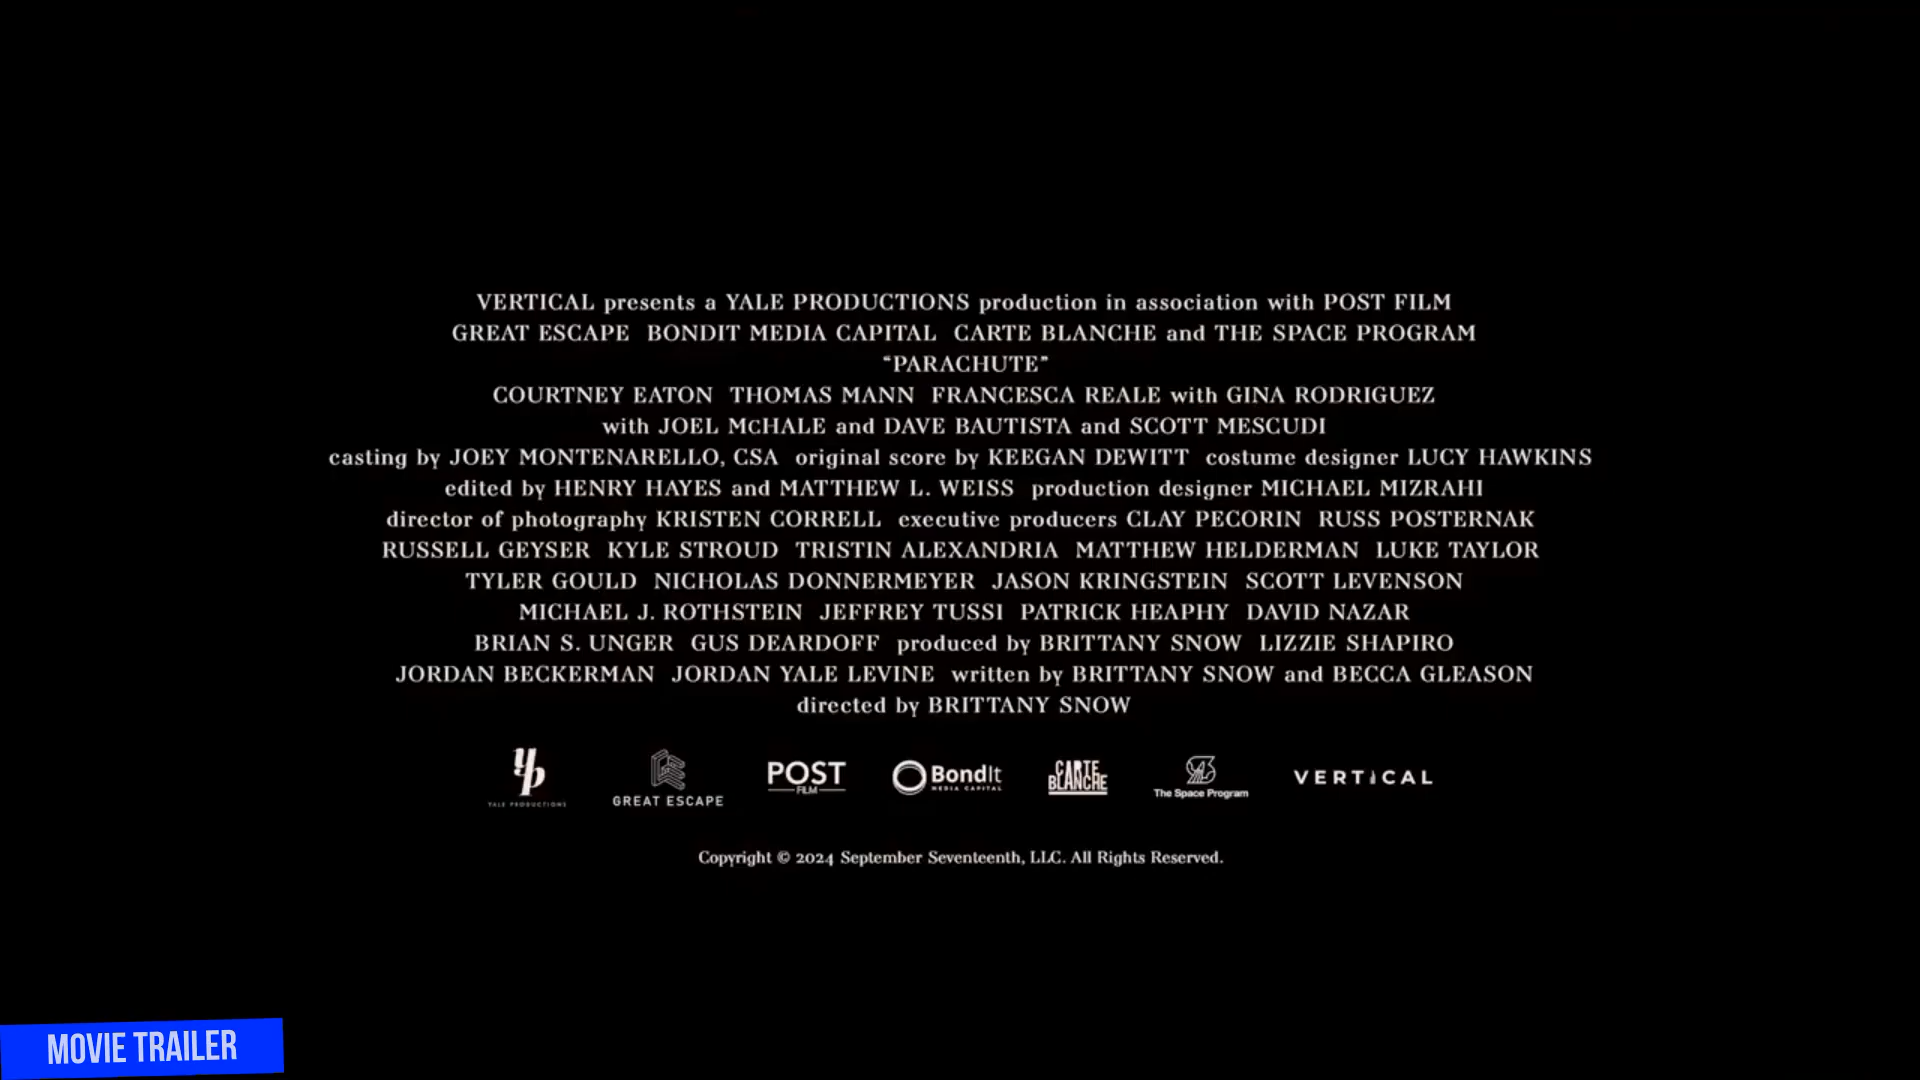 VERTICAL presents a YALE PRODUCTIONS production in association with POST FILM
GREAT ESCAPE BONDIT MEDIA CAPITAL CARTE BLANCHE and THE SPACE PROGRAM
“PARACHUTE”
COURTNEY EATON THOMAS MANN FRANCESCA REALE with GINA RODRIGUEZ
with JOEL McHALE and DAVE BAUTISTA and SCOTT MESCUDI
casting by JOEY MONTENARELLO, CSA original score by KEEGAN DEWITT costume designer LUCY HAWKINS
edited by HENRY HAYES and MATTHEW L. WEISS production designer MICHAEL MIZRAHI
director of photography KRISTEN CORRELL executive producers CLAY PECORIN RUSS POSTERNAK
RUSSELL GEYSER KYLE STROUD TRISTIN ALEXANDRIA MATTHEW HELDERMAN LUKE TAYLOR
TYLER GOULD NICHOLAS DONNERMEYER JASON KRINGSTEIN SCOTT LEVENSON
MICHAEL J. ROTHSTEIN JEFFREY TUSSI PATRICK HEAPHY DAVID NAZAR
BRIAN S. UNGER GUS DEARDOFF produced by BRITTANY SNOW LIZZIE SHAPIRO
JORDAN BECKERMAN JORDAN YALE LEVINE written by BRITTANY SNOW and BECCA GLEASON
directed by BRITTANY SNOW
yp YALE PRODUCTIONS
GREAT ESCAPE
POST FILM
BondIt MEDIA CAPITAL
CARTE BLANCHE
The Space Program
VERTICAL
Copyright © 2024 September Seventeenth, LLC. All Rights Reserved.
MOVIE TRAILER